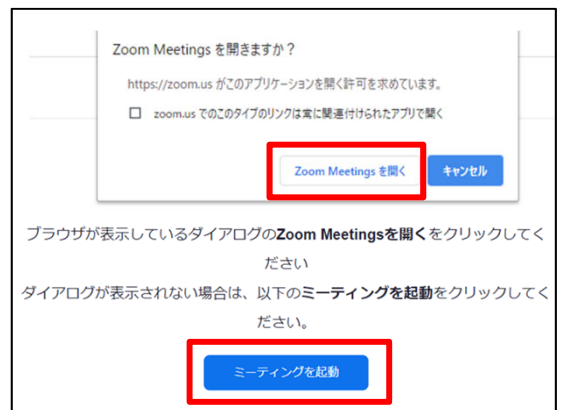 Zoom Meetings を開きますか？
https://zoom.us がこのアプリケーションを開く許可を求めています。
zoom.us でのこのタイプのリンクは常に関連付けられたアプリで開く
Zoom Meetings を開く
キャンセル
ブラウザが表示しているダイアログのZoom Meetingsを開くをクリックしてく
ださい
ダイアログが表示されない場合は、以下のミーティングを起動をクリックしてく
ださい。
ミーティングを起動